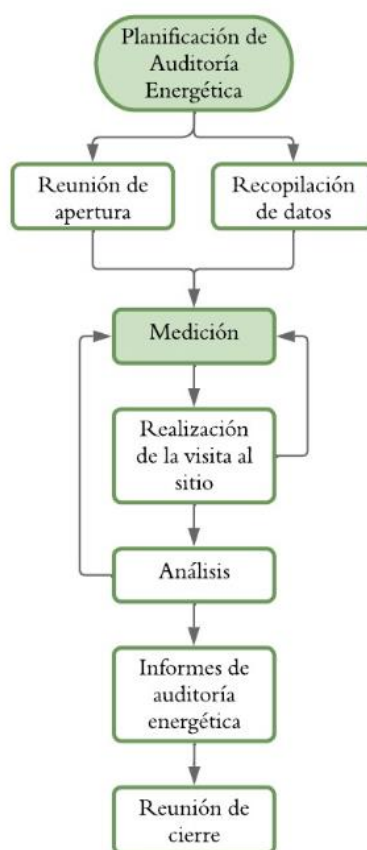 Planificación de
Auditoría
Energética
Reunión de
apertura
Recopilación
de datos
Medición
Realización
de la visita al
sitio
Análisis
Informes de
auditoría
energética
Reunión de
cierre